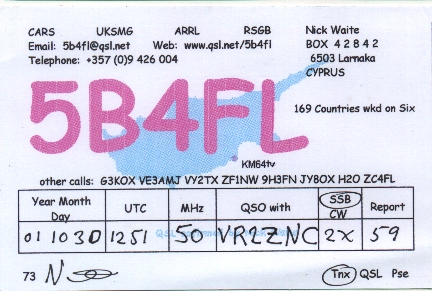 CARS UKSMG ARRL RSGB Nick Waite
Email: 5b4fl@qsl.net Web: www.qsl.net/5b4fl BOX 42842
Telephone: +357 (0)9 426 004 6503 Larnaka
CYPRUS
5B4FL
169 Countries wkd on Six
KM64tv
other calls: G3KOX VE3AMJ VY2TX ZF1NW 9H3FN JY8OX H2O ZC4FL
Year Month Day UTC MHz QSO with SSB CW Report
01 10 30 1251 50 VR2ZNC 2X 59
73 N
Tnx QSL Pse